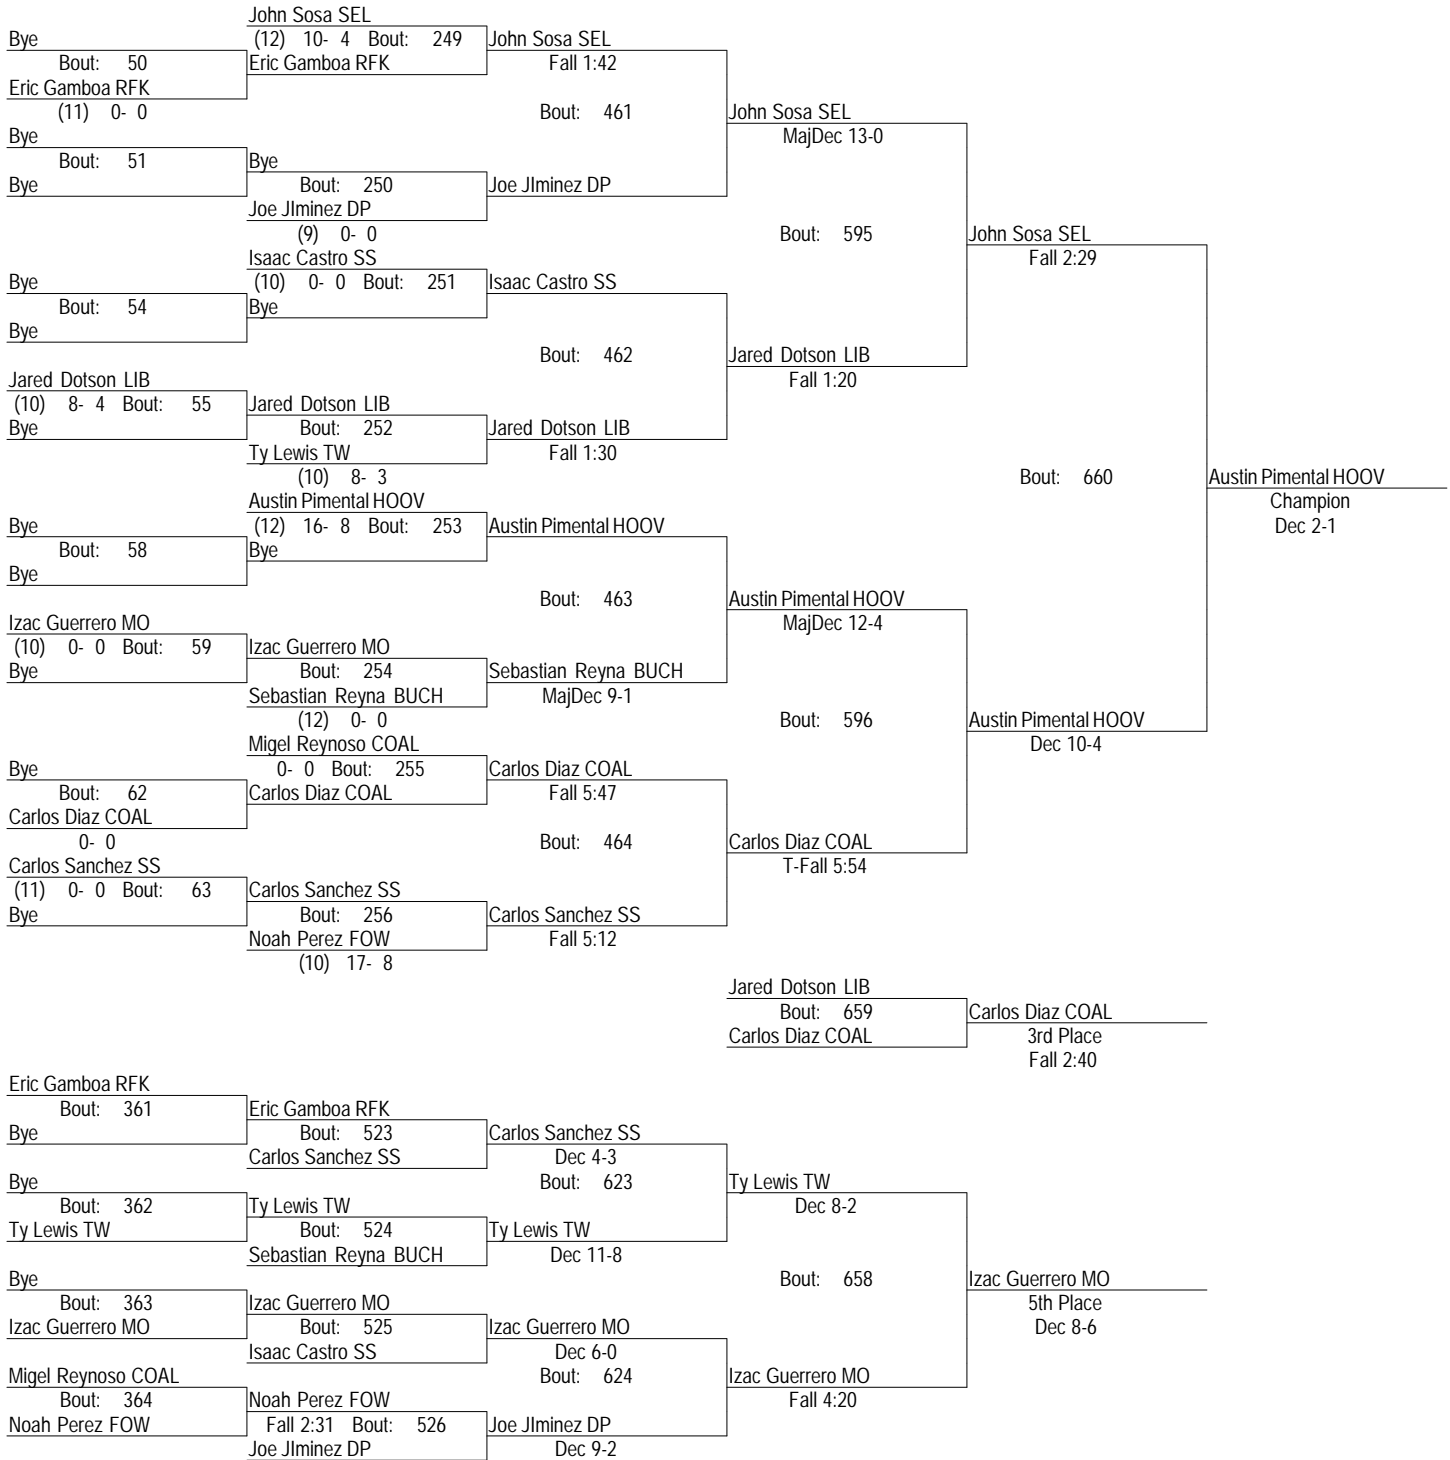 John Sosa SEL
Bye (12) 10- 4 Bout: 249 John Sosa SEL
Bout: 50 Eric Gamboa RFK Fall 1:42
Eric Gamboa RFK
(11) 0- 0 Bout: 461 John Sosa SEL
Bye MajDec 13-0
Bout: 51 Bye
Bye Bout: 250 Joe JIminez DP
Joe JIminez DP
(9) 0- 0 Bout: 595 John Sosa SEL
Isaac Castro SS Fall 2:29
Bye (10) 0- 0 Bout: 251 Isaac Castro SS
Bout: 54 Bye
Bye
Bout: 462 Jared Dotson LIB
Jared Dotson LIB Fall 1:20
(10) 8- 4 Bout: 55 Jared Dotson LIB
Bye Bout: 252 Jared Dotson LIB
Ty Lewis TW Fall 1:30
(10) 8- 3 Bout: 660 Austin Pimental HOOV
Austin Pimental HOOV Champion
Bye (12) 16- 8 Bout: 253 Austin Pimental HOOV Dec 2-1
Bout: 58 Bye
Bye
Bout: 463 Austin Pimental HOOV
Izac Guerrero MO MajDec 12-4
(10) 0- 0 Bout: 59 Izac Guerrero MO
Bye Bout: 254 Sebastian Reyna BUCH
Sebastian Reyna BUCH MajDec 9-1
(12) 0- 0 Bout: 596 Austin Pimental HOOV
Migel Reynoso COAL Dec 10-4
Bye 0- 0 Bout: 255 Carlos Diaz COAL
Bout: 62 Carlos Diaz COAL Fall 5:47
Carlos Diaz COAL
0- 0 Bout: 464 Carlos Diaz COAL
Carlos Sanchez SS T-Fall 5:54
(11) 0- 0 Bout: 63 Carlos Sanchez SS
Bye Bout: 256 Carlos Sanchez SS
Noah Perez FOW Fall 5:12
(10) 17- 8
Jared Dotson LIB
Bout: 659 Carlos Diaz COAL
Carlos Diaz COAL 3rd Place
Fall 2:40
Eric Gamboa RFK
Bout: 361 Eric Gamboa RFK
Bye Bout: 523 Carlos Sanchez SS
Carlos Sanchez SS Dec 4-3
Bye Bout: 623 Ty Lewis TW
Bout: 362 Ty Lewis TW Dec 8-2
Ty Lewis TW Bout: 524 Ty Lewis TW
Sebastian Reyna BUCH Dec 11-8
Bye Bout: 658 Izac Guerrero MO
Bout: 363 Izac Guerrero MO 5th Place
Izac Guerrero MO Bout: 525 Izac Guerrero MO Dec 8-6
Isaac Castro SS Dec 6-0
Migel Reynoso COAL Bout: 624 Izac Guerrero MO
Bout: 364 Noah Perez FOW Fall 4:20
Noah Perez FOW Fall 2:31 Bout: 526 Joe JIminez DP
Joe JIminez DP Dec 9-2